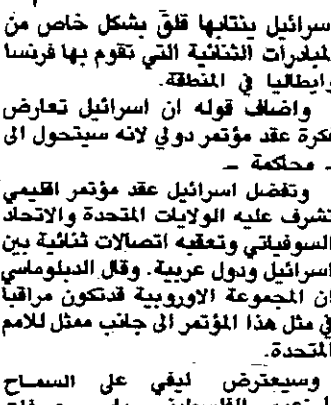 سرائيل ينتابها قلق بشكل خاص من
لمبادرات الثنائية التي تقوم بها فرنسا
وايطاليا في المنطقة.
واضاف قوله ان اسرائيل تعارض
فكرة عقد مؤتمر دولي لانه سيتحول الى
ـ محاكمة ـ
وتفضل اسرائيل عقد مؤتمر اقليمي
تشرف عليه الولايات المتحدة والاتحاد
السوفياتي وتعقبه اتصالات ثنائية بين
اسرائيل ودول عربية. وقال الدبلوماسي
ان المجموعة الاوروبية قدتكون مراقباً
في مثل هذا المؤتمر الى جانب ممثل للامم
المتحدة.
وسيعترض ليفي على السماح